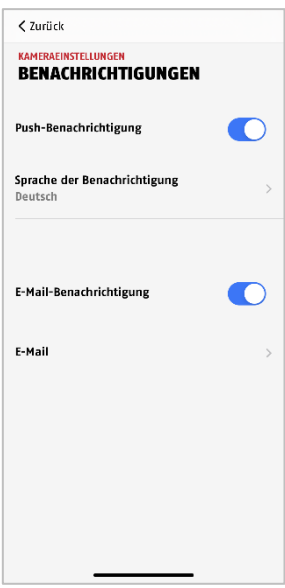 Zurück
KAMERAEINSTELLUNGEN
BENACHRICHTIGUNGEN
Push-Benachrichtigung
Sprache der Benachrichtigung
Deutsch
E-Mail-Benachrichtigung
E-Mail